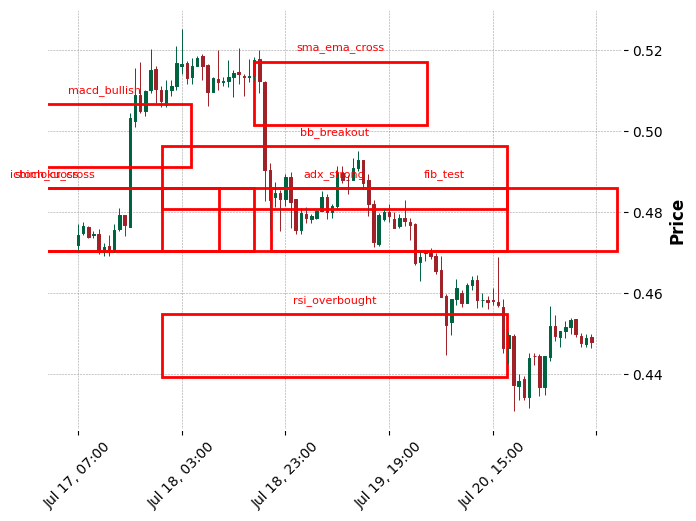 sma_ema_cross
macd_bullish
bb_breakout
stoch_cross
adx_strong
fib_test
rsi_overbought
0.52
0.50
0.48
0.46
0.44
Price
Jul 17, 07:00
Jul 18, 03:00
Jul 18, 23:00
Jul 19, 19:00
Jul 20, 15:00